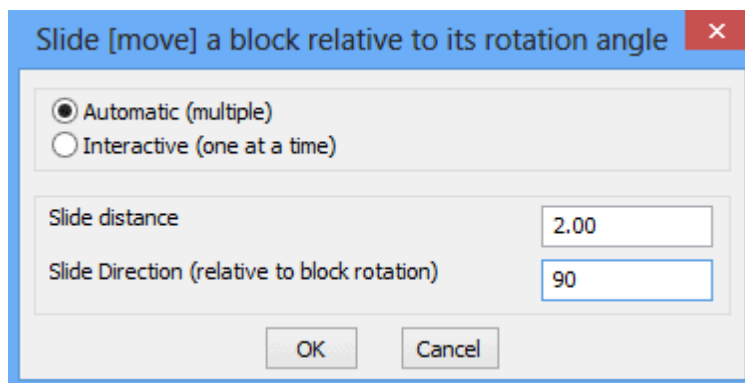 Slide [move] a block relative to its rotation angle
Automatic (multiple)
Interactive (one at a time)
Slide distance 2.00
Slide Direction (relative to block rotation) 90
OK Cancel